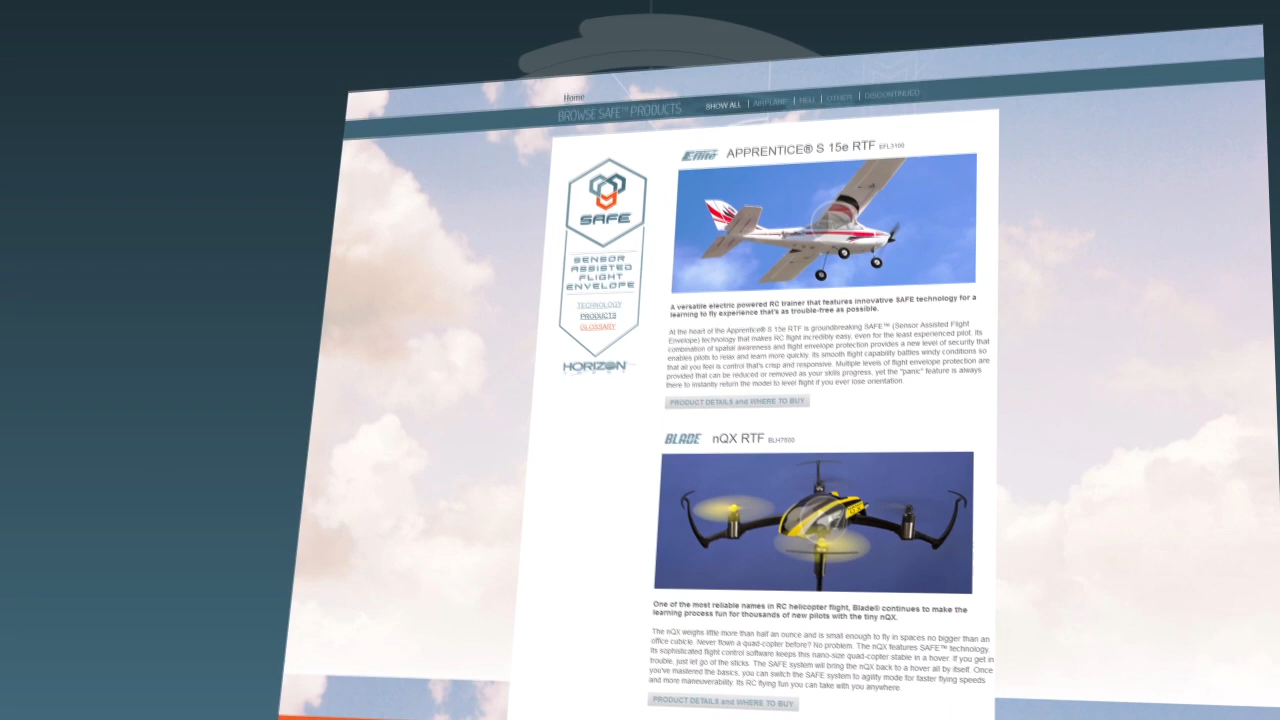 Home
BROWSE SAFE™ PRODUCTS
SHOW ALL | AIRPLANE | HELI | OTHER | DISCONTINUED
SAFE
SENSOR
ASSISTED
FLIGHT
ENVELOPE
TECHNOLOGY
PRODUCTS
GLOSSARY
HORIZON
HOBBY
E-flite APPRENTICE® S 15e RTF EFL3100
A versatile electric powered RC trainer that features innovative SAFE technology for a
learning to fly experience that's as trouble-free as possible.
At the heart of the Apprentice® S 15e RTF is groundbreaking SAFE™ (Sensor Assisted Flight
Envelope) technology that makes RC flight incredibly easy, even for the least experienced pilot. Its
combination of spatial awareness and flight envelope protection provides a new level of security that
enables pilots to relax and learn more quickly. Its smooth flight capability battles windy conditions so
that all you feel is control that's crisp and responsive. Multiple levels of flight envelope protection are
provided that can be reduced or removed as your skills progress, yet the "panic" feature is always
there to instantly return the model to level flight if you ever lose orientation.
PRODUCT DETAILS and WHERE TO BUY
BLADE nQX RTF BLH7600
One of the most reliable names in RC helicopter flight, Blade® continues to make the
learning process fun for thousands of new pilots with the tiny nQX.
The nQX weighs little more than half an ounce and is small enough to fly in spaces no bigger than an
office cubicle. Never flown a quad-copter before? No problem. The nQX features SAFE™ technology.
Its sophisticated flight control software keeps this nano-size quad-copter stable in a hover. If you get in
trouble, just let go of the sticks. The SAFE system will bring the nQX back to a hover all by itself. Once
you've mastered the basics, you can switch the SAFE system to agility mode for faster flying speeds
and more maneuverability. Its RC flying fun you can take with you anywhere.
PRODUCT DETAILS and WHERE TO BUY